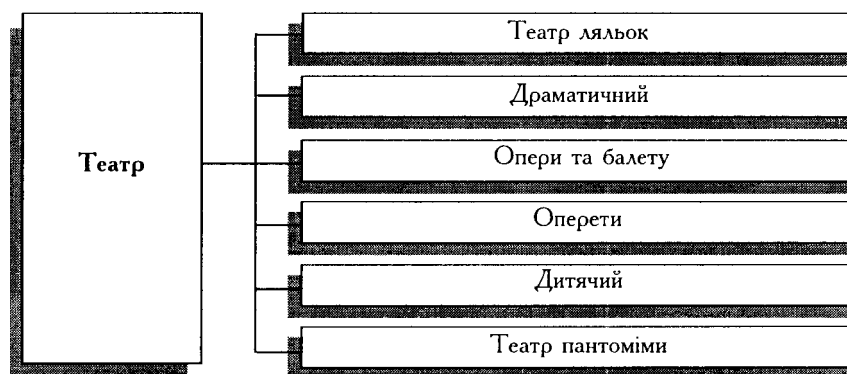 Театр
Театр ляльок
Драматичний
Опери та балету
Оперети
Дитячий
Театр пантоміми